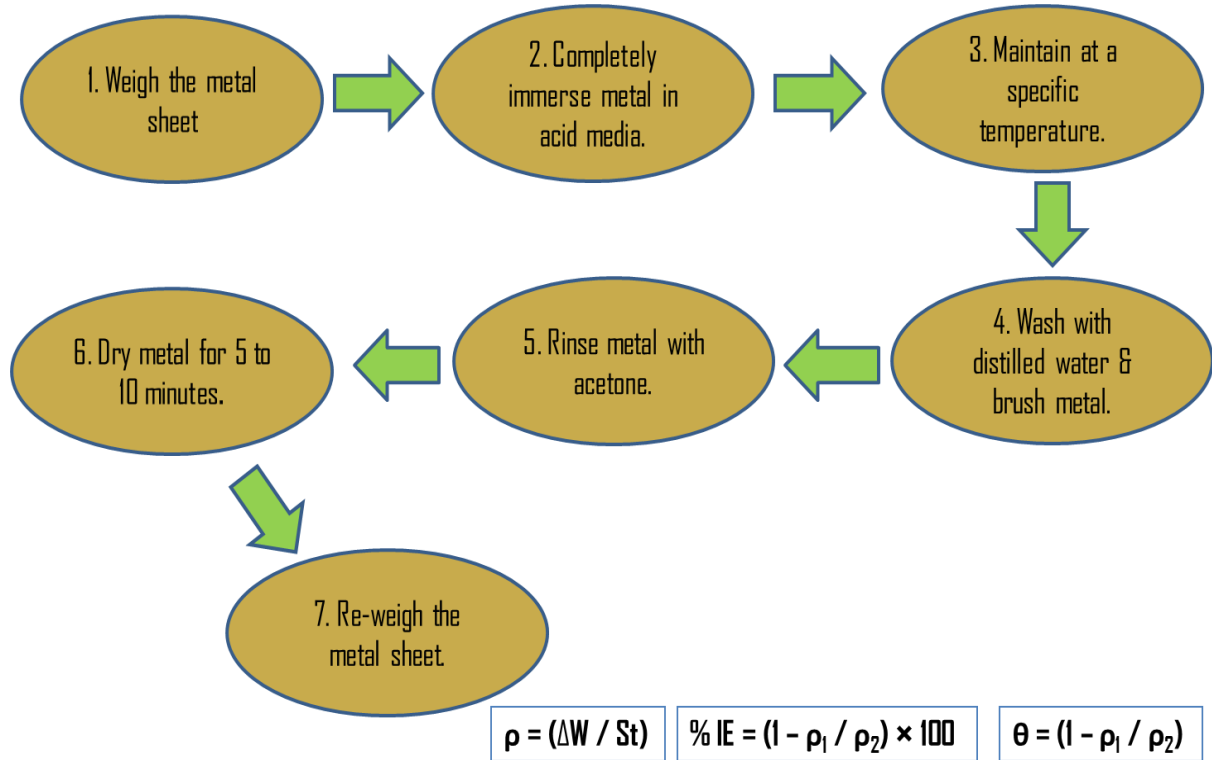 1. Weigh the metal
sheet
2. Completely
immerse metal in
acid media.
3. Maintain at a
specific
temperature.
4. Wash with
distilled water &
brush metal.
5. Rinse metal with
acetone.
6. Dry metal for 5 to
10 minutes.
7. Re-weigh the
metal sheet.
ρ = (ΔW / St)
% IE = (1 – ρ₁ / ρ₂) × 100
θ = (1 – ρ₁ / ρ₂)